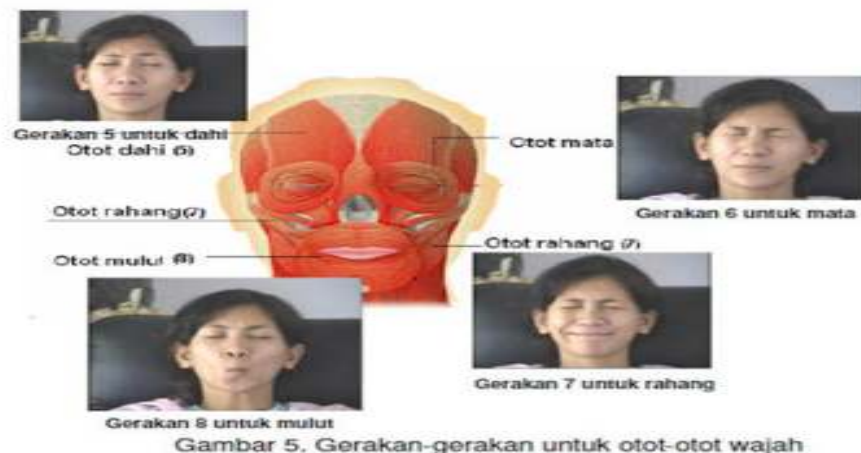 Gerakan 5 untuk dahi
Otot dahi (5)
Otot mata
Gerakan 6 untuk mata
Otot rahang(7)
Otot rahang (7)
Otot mulut (8)
Gerakan 7 untuk rahang
Gerakan 8 untuk mulut
Gambar 5. Gerakan-gerakan untuk otot-otot wajah